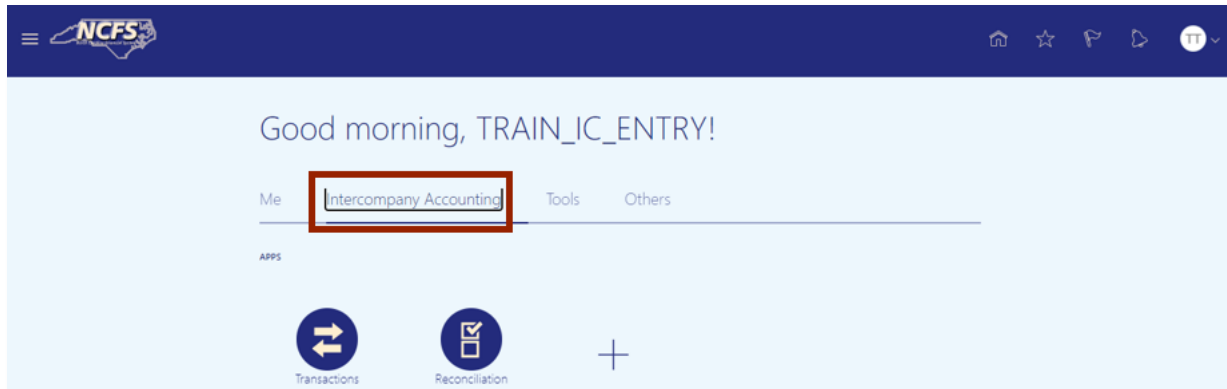 NCFS
TT
Good morning, TRAIN_IC_ENTRY!
Me Intercompany Accounting Tools Others
APPS
Transactions Reconciliation